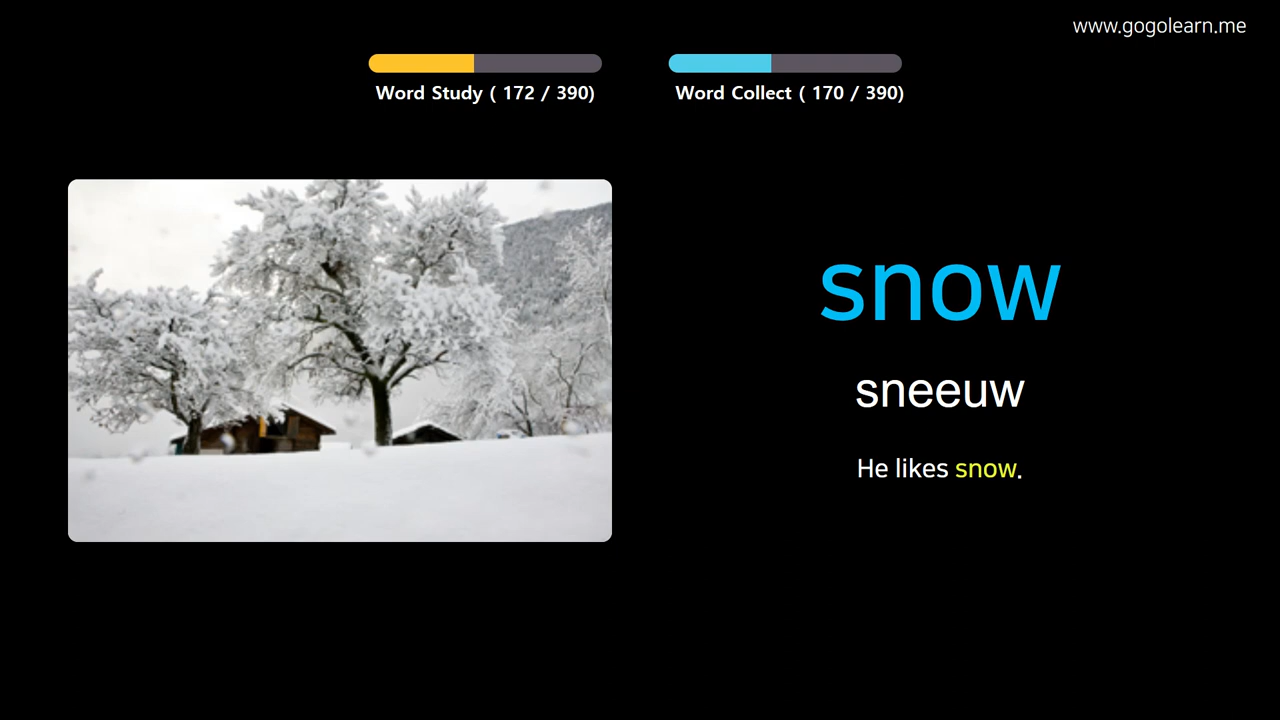 www.gogolearn.me
Word Study ( 172 / 390)
Word Collect ( 170 / 390)
snow
sneeuw
He likes snow.